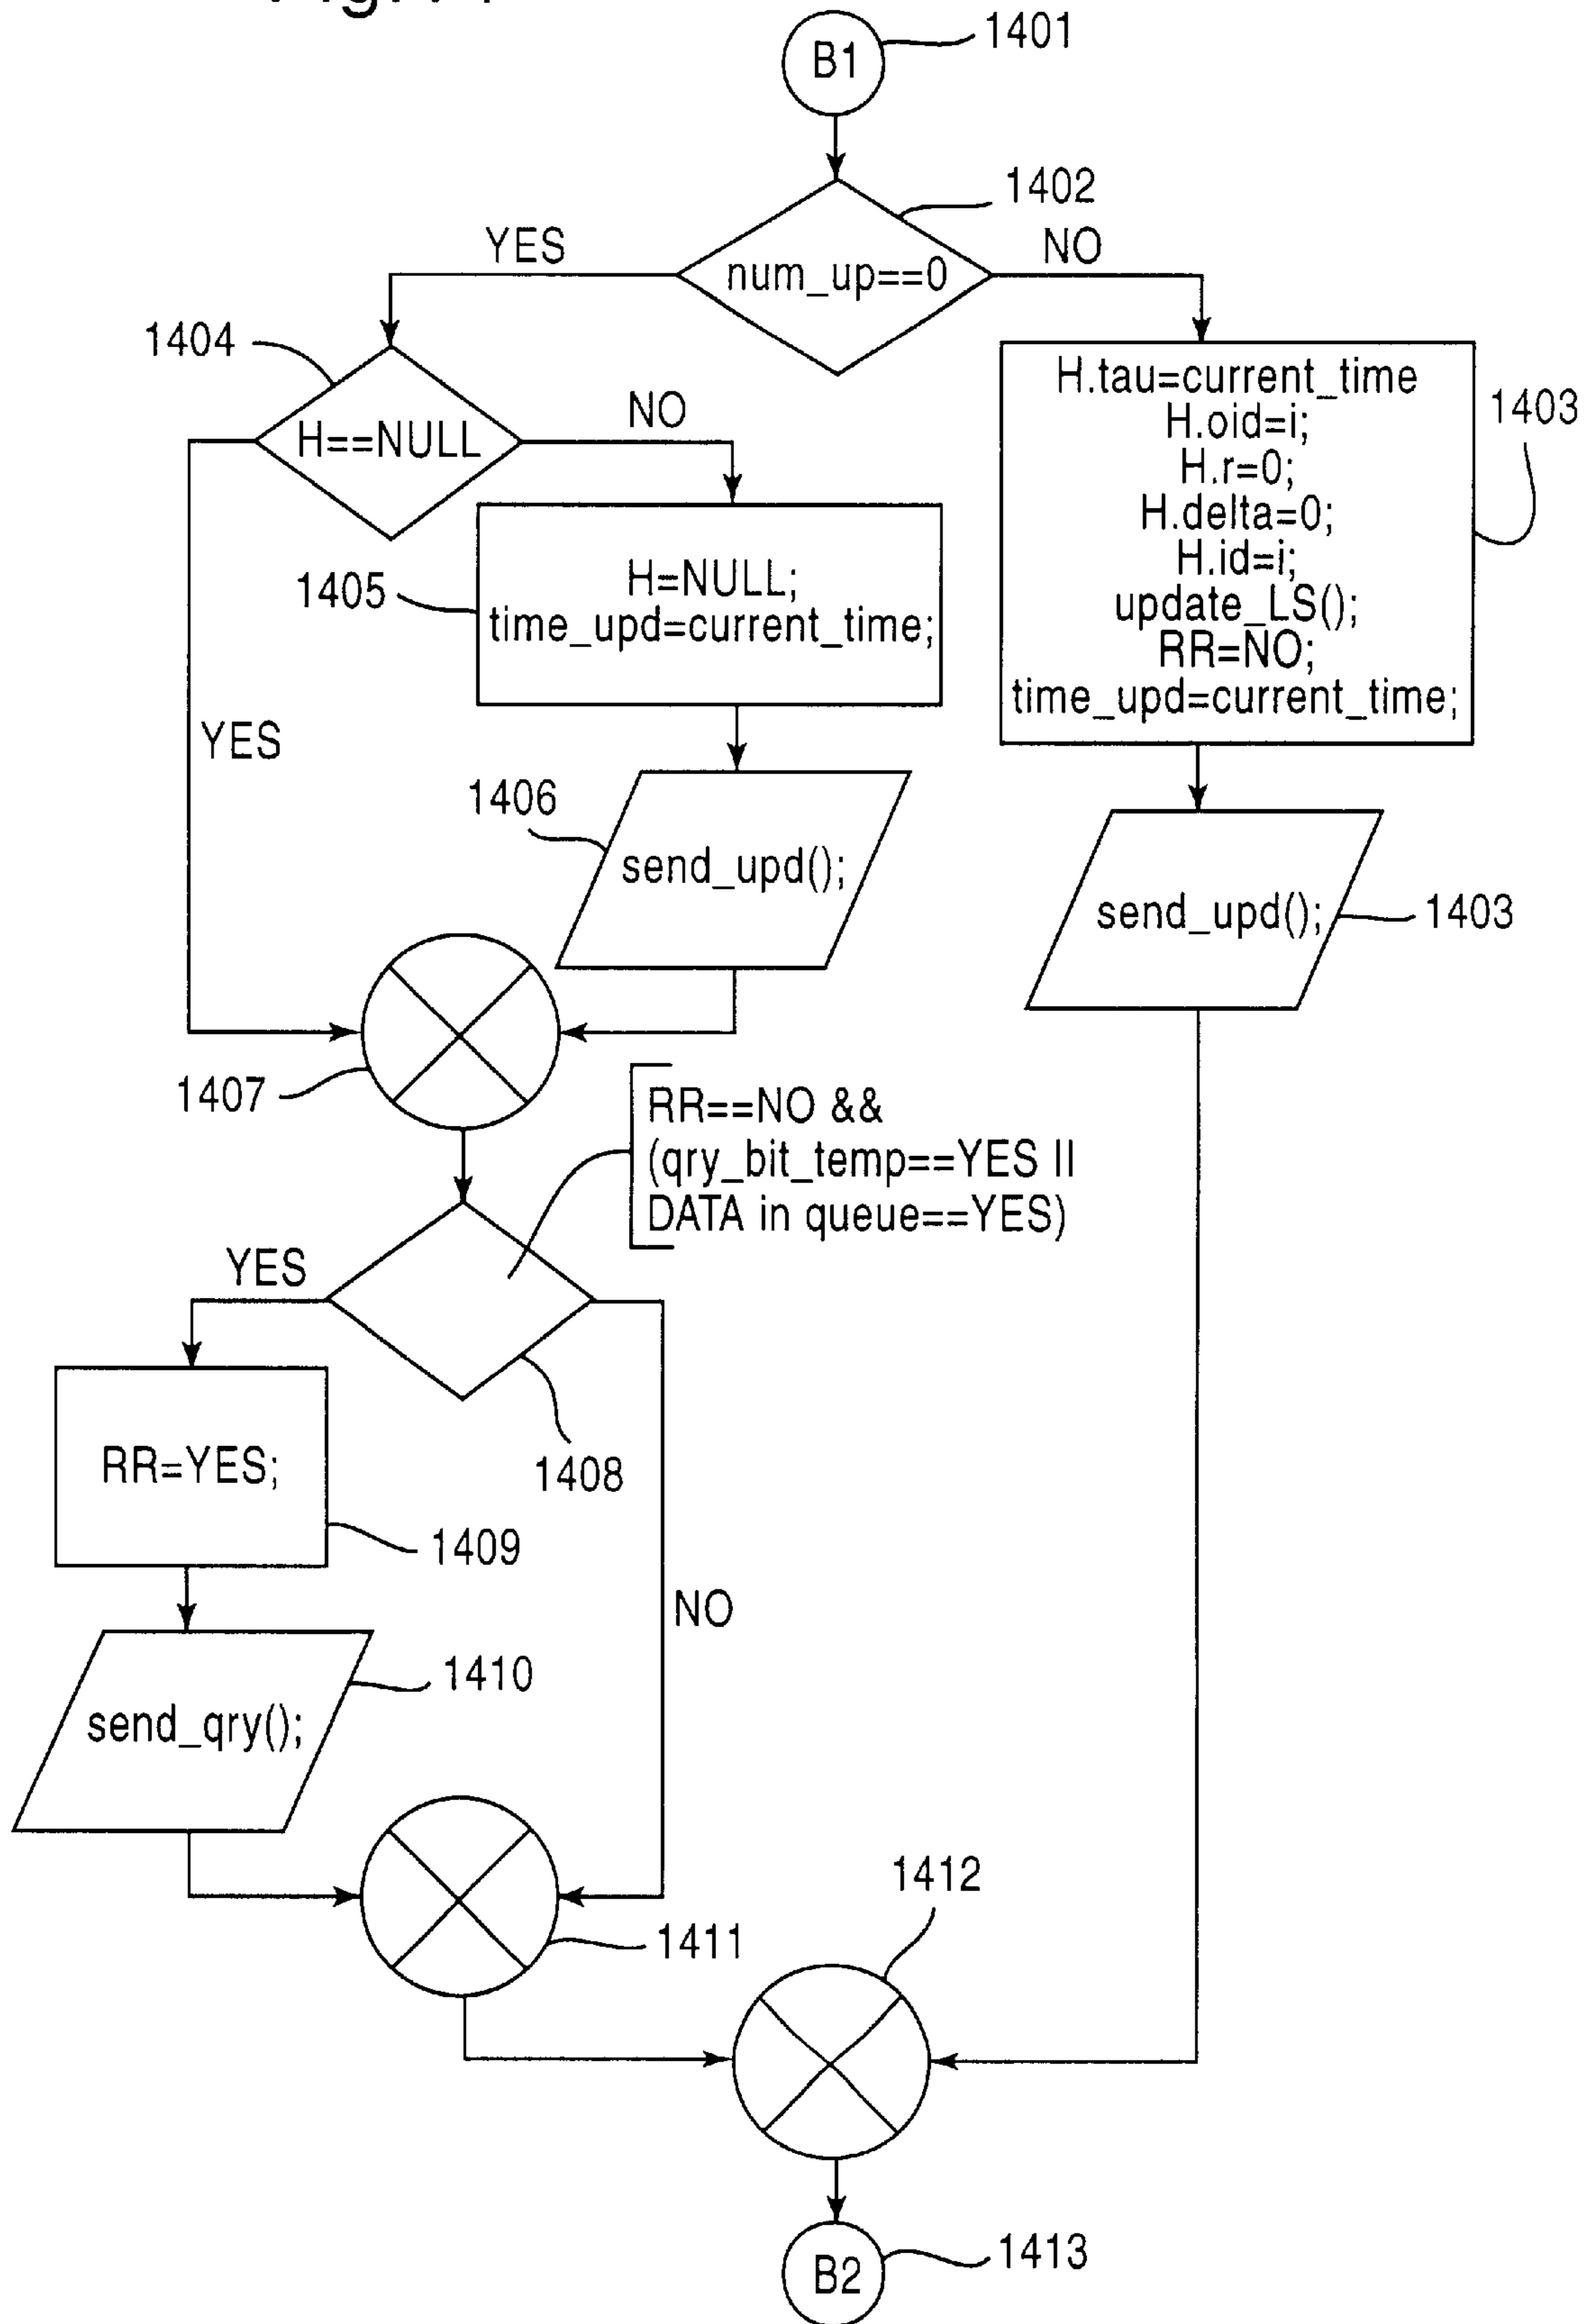 B1
1401
1402
YES
num_up==0
NO
1404
H==NULL
NO
H.tau=current_time
H.oid=i;
H.r=0;
H.delta=0;
H.id=i;
update_LS();
RR=NO;
time_upd=current_time;
1403
1405
H=NULL;
time_upd=current_time;
YES
1406
send_upd();
send_upd();
1403
1407
RR==NO &&
(qry_bit_temp==YES II
DATA in queue==YES)
YES
1408
RR=YES;
1409
NO
1410
send_qry();
1411
1412
B2
1413